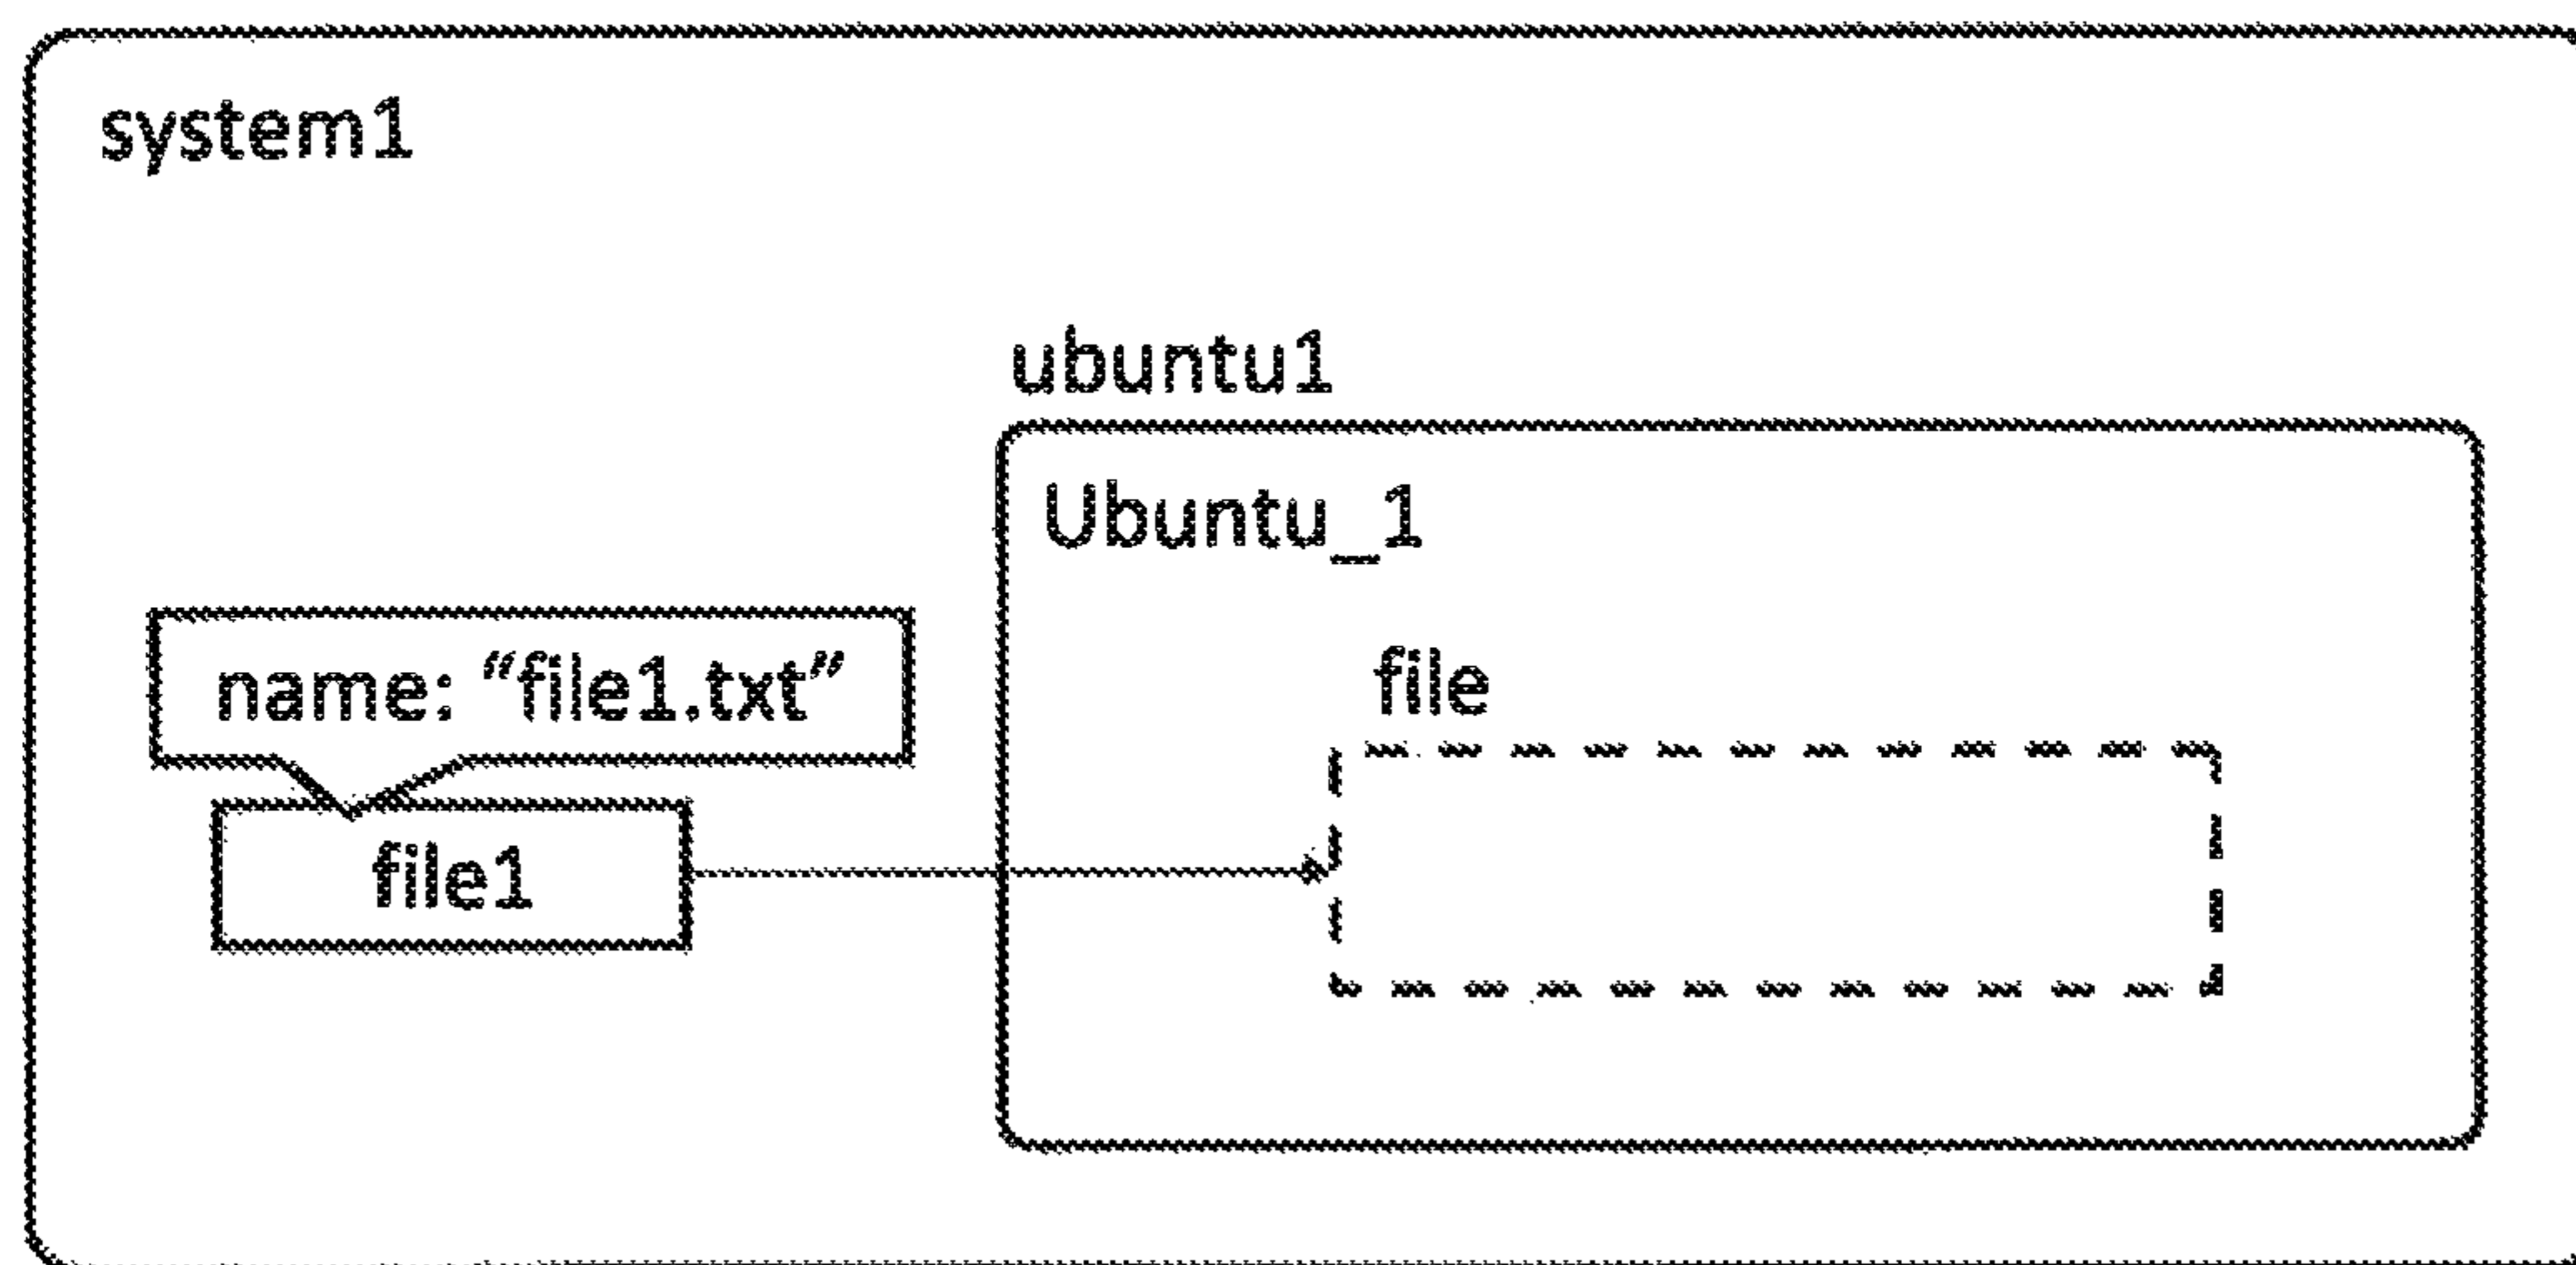 system1
ubuntu1
Ubuntu_1
name: “file1.txt”
file
file1